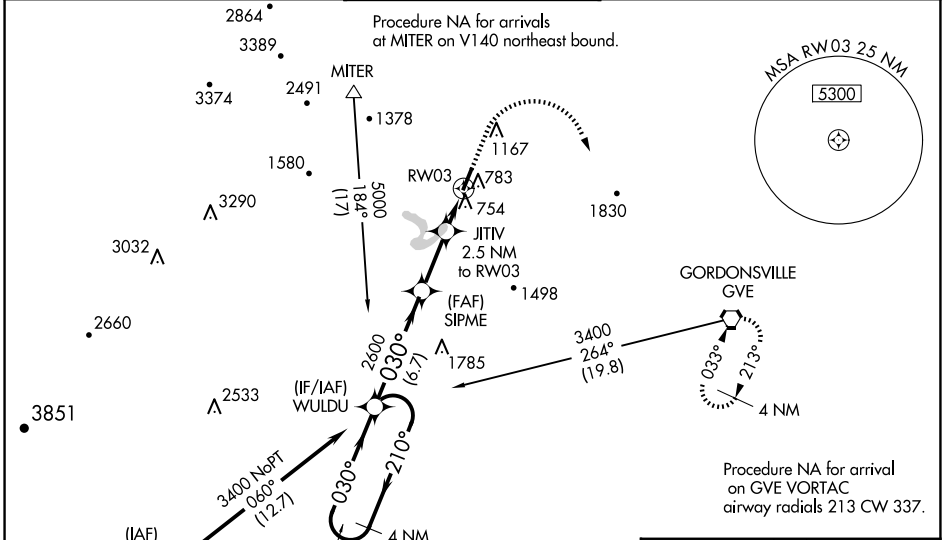 2864
Procedure NA for arrivals
at MITER on V140 northeast bound.
3389
MSA RW03 25 NM
5300
MITER
3374
2491
1378
1167
1580
RW03
783
754
3290
5000
184°
(17)
1830
JITIV
2.5 NM
to RW03
3032
GORDONSVILLE
GVE
1498
(FAF)
SIPME
2660
3400
264°
(19.8)
033°
213°
4 NM
2600
030°
(6.7)
1785
(IF/IAF)
WULDU
2533
3851
3400 NoPT
060°
(12.7)
030°
210°
4 NM
Procedure NA for arrival
on GVE VORTAC
airway radials 213 CW 337.
(IAF)